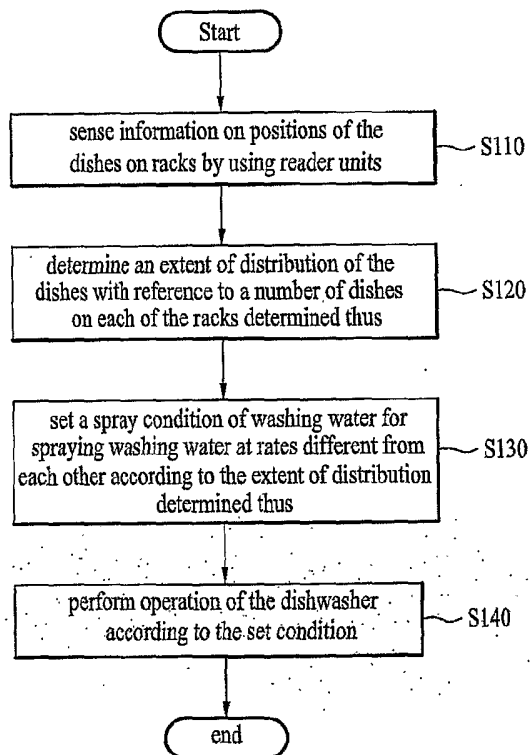 Start
sense information on positions of the
dishes on racks by using reader units
S110
determine an extent of distribution of the
dishes with reference to a number of dishes
on each of the racks determined thus
S120
set a spray condition of washing water for
spraying washing water at rates different from
each other according to the extent of distribution
determined thus
S130
perform operation of the dishwasher
according to the set condition
S140
end